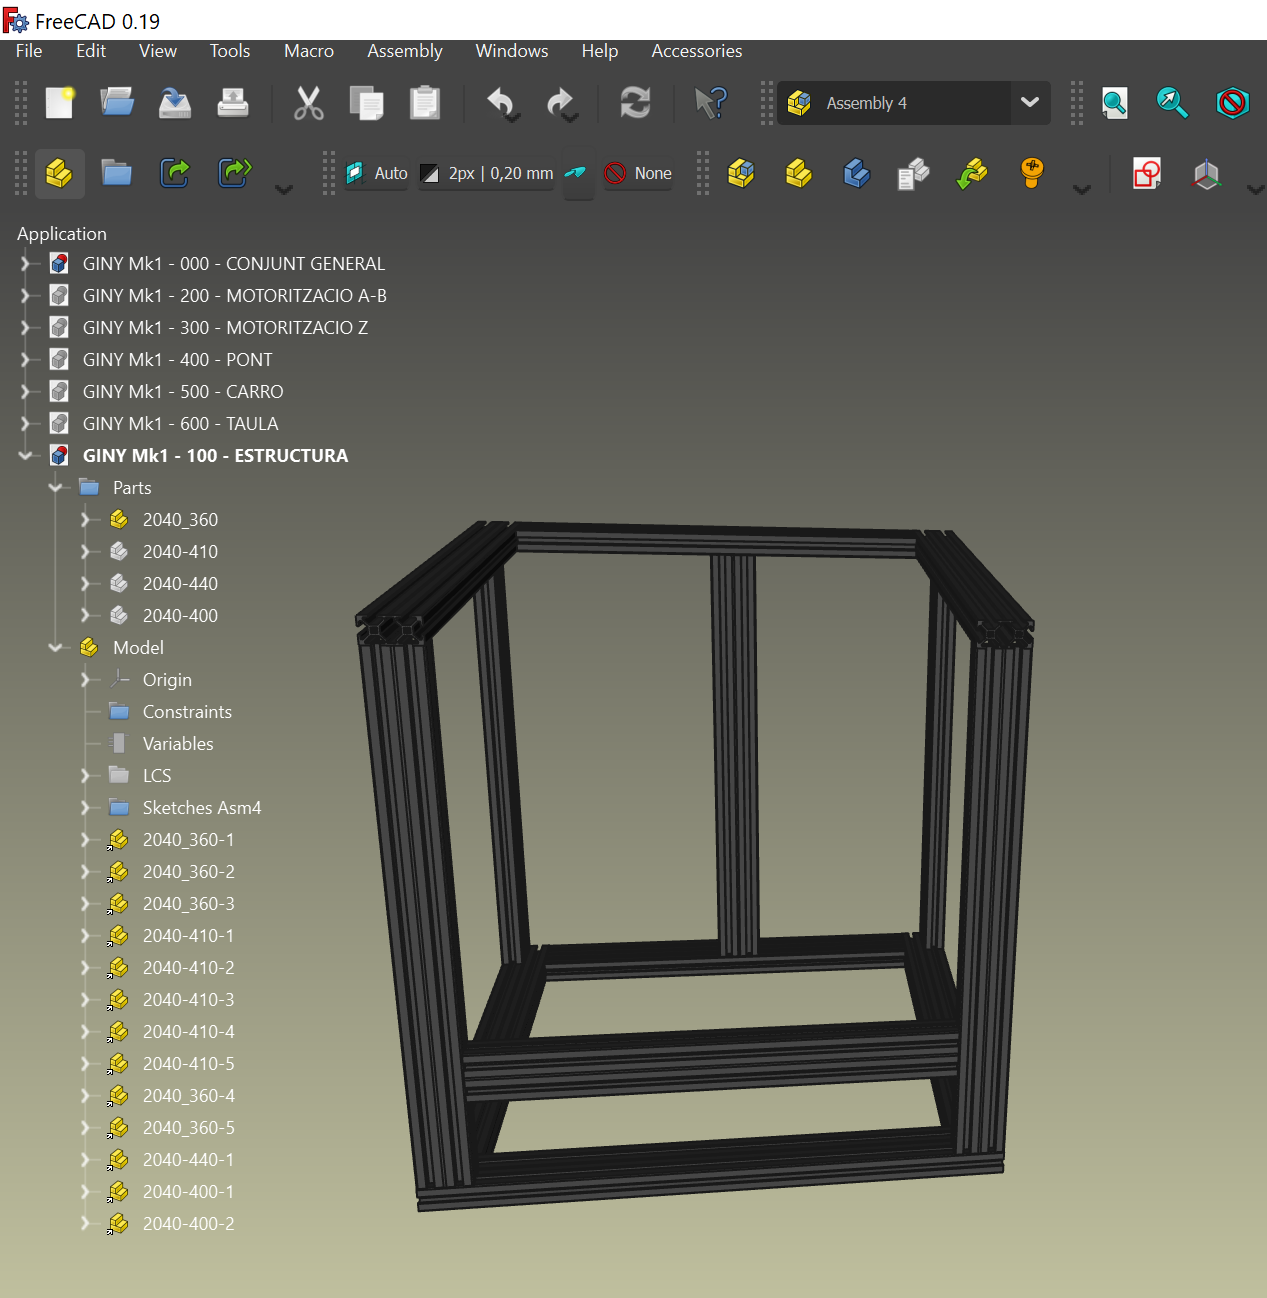 FreeCAD 0.19
File Edit View Tools Macro Assembly Windows Help Accessories
Assembly 4
Auto 2px | 0,20 mm None
Application
GINY Mk1 - 000 - CONJUNT GENERAL
GINY Mk1 - 200 - MOTORITZACIO A-B
GINY Mk1 - 300 - MOTORITZACIO Z
GINY Mk1 - 400 - PONT
GINY Mk1 - 500 - CARRO
GINY Mk1 - 600 - TAULA
GINY Mk1 - 100 - ESTRUCTURA
Parts
2040_360
2040-410
2040-440
2040-400
Model
Origin
Constraints
Variables
LCS
Sketches Asm4
2040_360-1
2040_360-2
2040_360-3
2040-410-1
2040-410-2
2040-410-3
2040-410-4
2040-410-5
2040_360-4
2040_360-5
2040-440-1
2040-400-1
2040-400-2